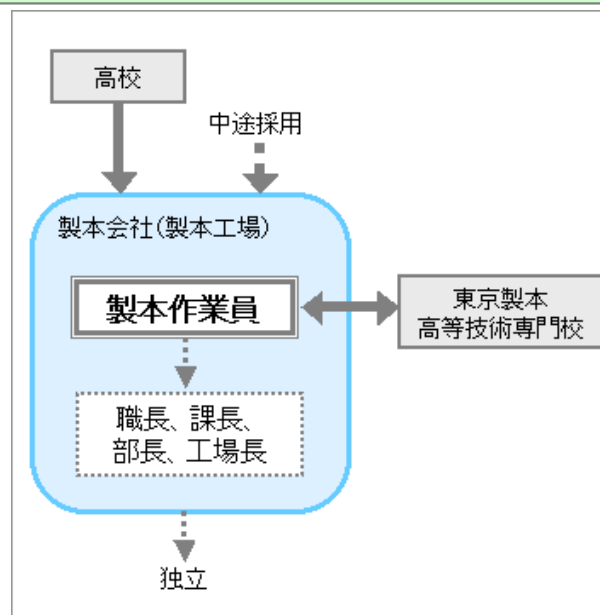 高校
中途採用
製本会社(製本工場)
製本作業員
東京製本
高等技術専門校
職長、課長、
部長、工場長
独立